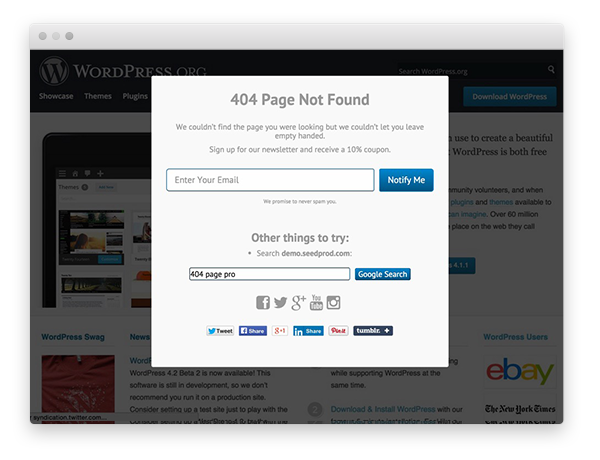 WORDPRESS.ORG
Search WordPress.org
Showcase Themes Plugins
Download WordPress
404 Page Not Found
We couldn't find the page you were looking but we couldn't let you leave
empty handed.
Sign up for our newsletter and receive a 10% coupon.
Enter Your Email
Notify Me
We promise to never spam you.
Other things to try:
• Search demo.seedprod.com:
404 page pro
Google Search
g+ You Tube
Tweet Share g+1 in Share Pin it tumblr. +
n use to create a beautiful
WordPress is both free
mmunity volunteers, and when
plugins and themes available to
can imagine. Over 60 million
place on the web they call
4.1.1
Themes
WordPress Swag
News
WordPress Users
WordPress 4.2 Beta 2 is now available! This
software is still in development, so we don't
recommend you run it on a production site.
Consider setting up a test site just to play with the
while supporting WordPress at the
same time.
2 Download & Install WordPress with our
ebay
The New York Times
syndication.twitter.com...